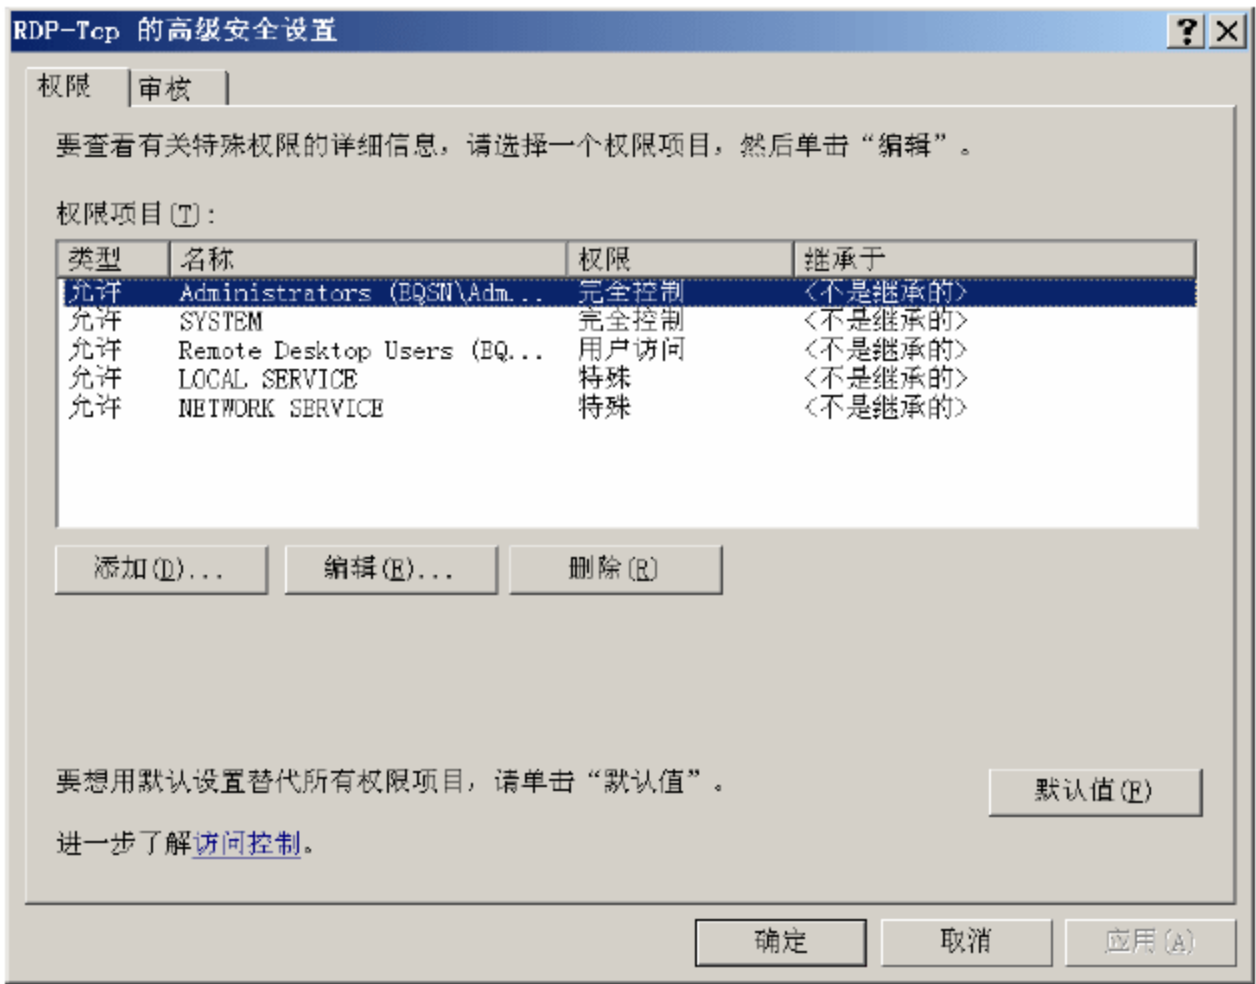 RDP-Tcp 的高级安全设置
权限 审核
要查看有关特殊权限的详细信息，请选择一个权限项目，然后单击“编辑”。
权限项目(T):
类型 名称 权限 继承于
允许 Administrators (EQSN\Adm... 完全控制 <不是继承的>
允许 SYSTEM 完全控制 <不是继承的>
允许 Remote Desktop Users (EQ... 用户访问 <不是继承的>
允许 LOCAL SERVICE 特殊 <不是继承的>
允许 NETWORK SERVICE 特殊 <不是继承的>
添加(D)... 编辑(E)... 删除(R)
要想用默认设置替代所有权限项目，请单击“默认值”。
默认值(F)
进一步了解访问控制。
确定 取消 应用(A)